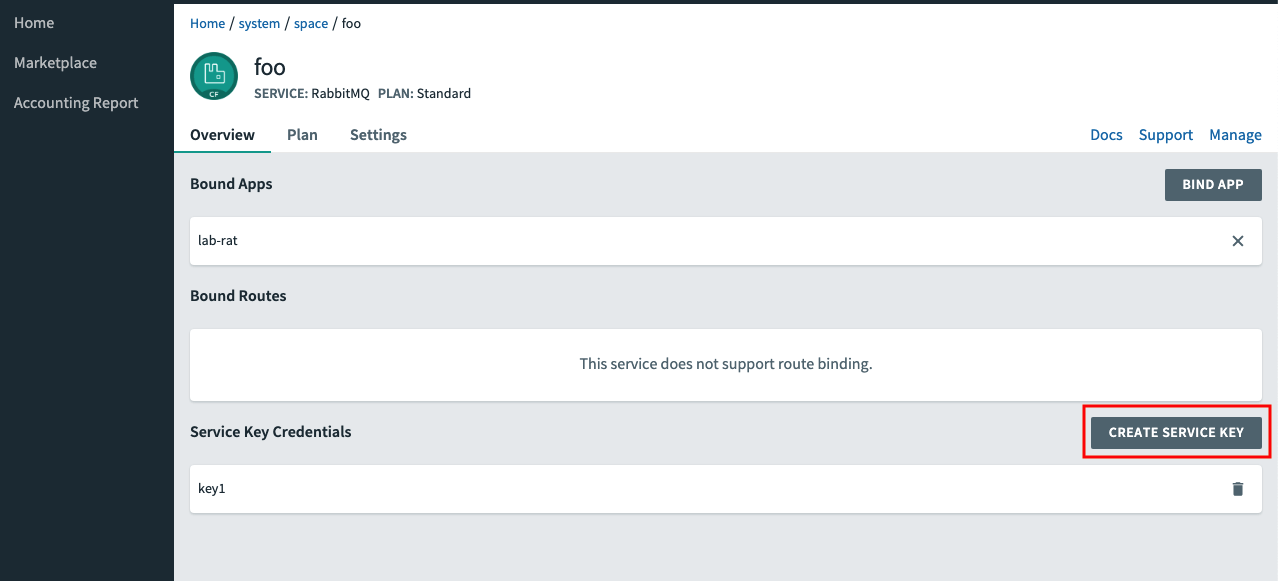 Home
Marketplace
Accounting Report
Home / system / space / foo
CF
foo
SERVICE: RabbitMQ PLAN: Standard
Overview Plan Settings Docs Support Manage
Bound Apps BIND APP
lab-rat
Bound Routes
This service does not support route binding.
Service Key Credentials CREATE SERVICE KEY
key1